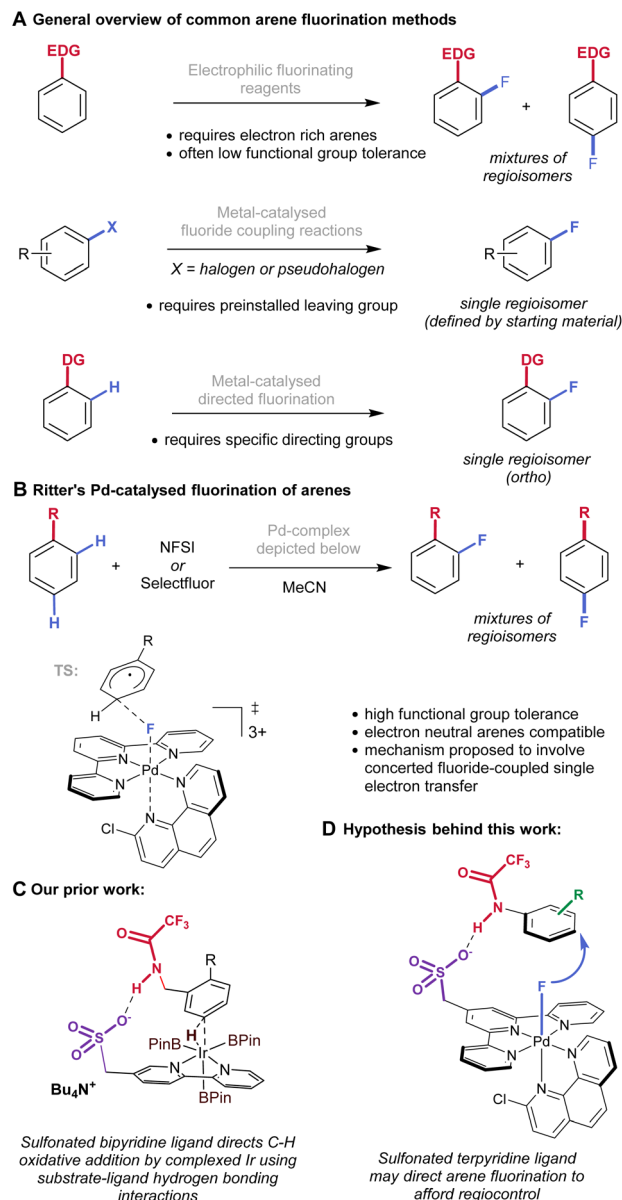 A General overview of common arene fluorination methods
EDG
Electrophilic fluorinating
reagents
• requires electron rich arenes
• often low functional group tolerance
EDG
F
+
EDG
F
mixtures of
regioisomers
R
X
Metal-catalysed
fluoride coupling reactions
X = halogen or pseudohalogen
• requires preinstalled leaving group
R
F
single regioisomer
(defined by starting material)
DG
H
Metal-catalysed
directed fluorination
• requires specific directing groups
DG
F
single regioisomer
(ortho)
B Ritter's Pd-catalysed fluorination of arenes
R
H
H
+
NFSI
or
Selectfluor
Pd-complex
depicted below
MeCN
R
F
+
R
F
mixtures of
regioisomers
TS:
R
H
F
‡
3+
N
N
Pd
N
N
N
Cl
• high functional group tolerance
• electron neutral arenes compatible
• mechanism proposed to involve
concerted fluoride-coupled single
electron transfer
C Our prior work:
CF3
O
N
H
R
O
O-
S
O
H
PinB
Ir
BPin
N
N
BPin
Bu4N+
Sulfonated bipyridine ligand directs C-H
oxidative addition by complexed Ir using
substrate-ligand hydrogen bonding
interactions
D Hypothesis behind this work:
CF3
O
N
H
R
O
O-
S
O
F
N
N
Pd
N
N
N
Cl
Sulfonated terpyridine ligand
may direct arene fluorination to
afford regiocontrol